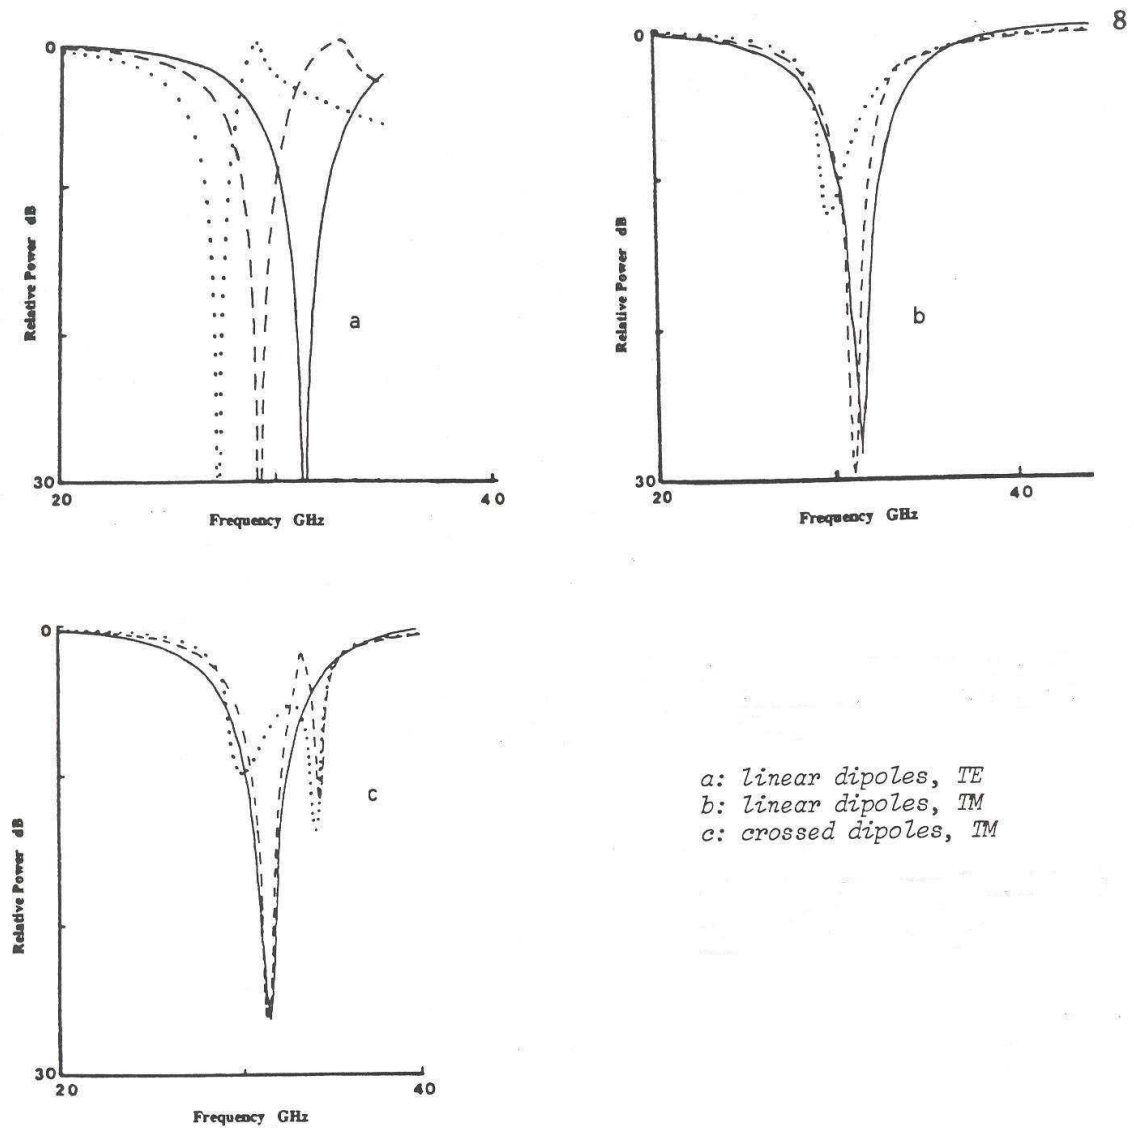 8
0
Relative Power dB
a
30
20
40
Frequency GHz
0
Relative Power dB
b
30
20
40
Frequency GHz
0
Relative Power dB
c
30
20
40
Frequency GHz
a: linear dipoles, TE
b: linear dipoles, TM
c: crossed dipoles, TM